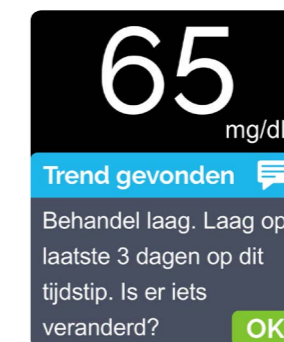 65
mg/dl
Trend gevonden
Behandel laag. Laag op
laatste 3 dagen op dit
tijdstip. Is er iets
veranderd?
OK